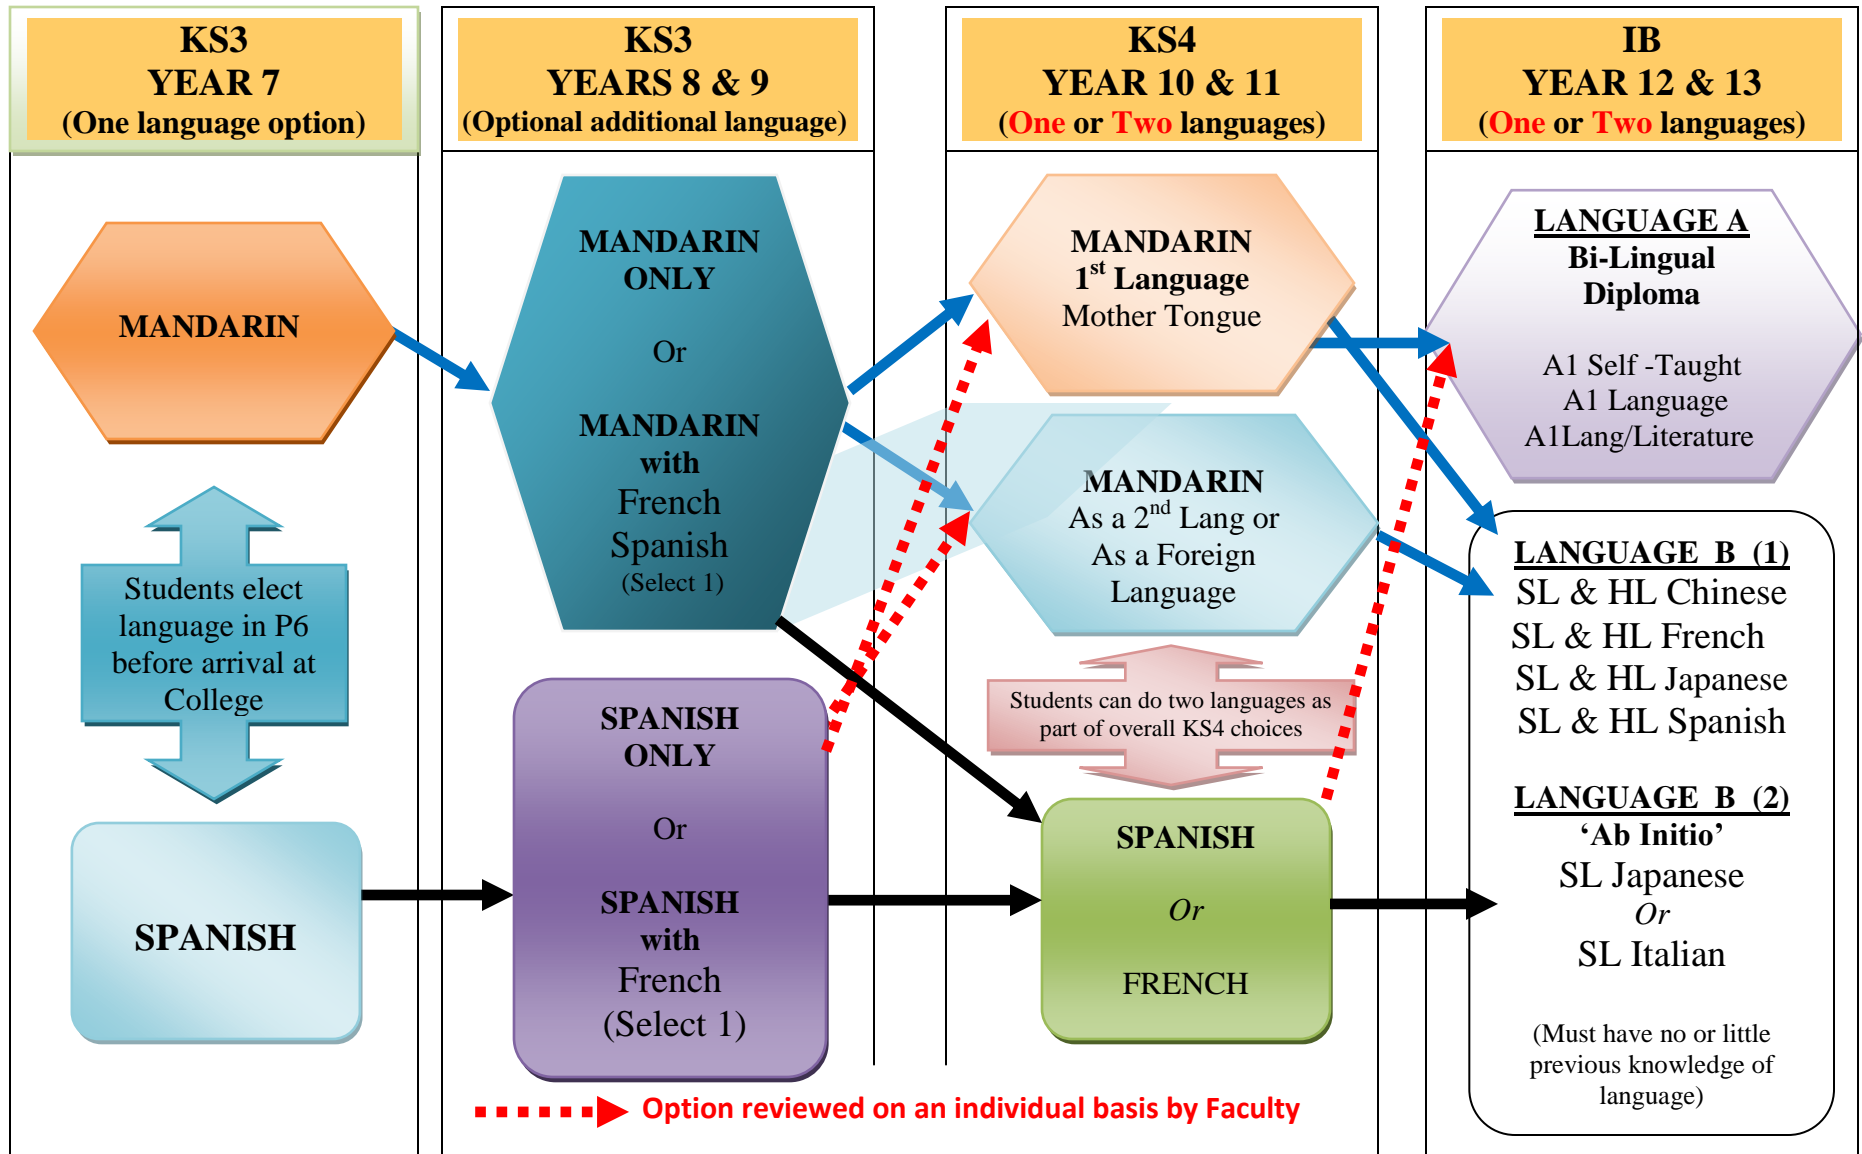 KS3
YEAR 7
(One language option)
MANDARIN
Students elect
language in P6
before arrival at
College
SPANISH
KS3
YEARS 8 & 9
(Optional additional language)
MANDARIN
ONLY
Or
MANDARIN
with
French
Spanish
(Select 1)
SPANISH
ONLY
Or
SPANISH
with
French
(Select 1)
KS4
YEAR 10 & 11
(One or Two languages)
MANDARIN
1st Language
Mother Tongue
MANDARIN
As a 2nd Lang or
As a Foreign
Language
Students can do two languages as
part of overall KS4 choices
SPANISH
Or
FRENCH
IB
YEAR 12 & 13
(One or Two languages)
LANGUAGE A
Bi-Lingual
Diploma
A1 Self -Taught
A1 Language
A1Lang/Literature
LANGUAGE B (1)
SL & HL Chinese
SL & HL French
SL & HL Japanese
SL & HL Spanish
LANGUAGE B (2)
‘Ab Initio’
SL Japanese
Or
SL Italian
(Must have no or little
previous knowledge of
language)
Option reviewed on an individual basis by Faculty